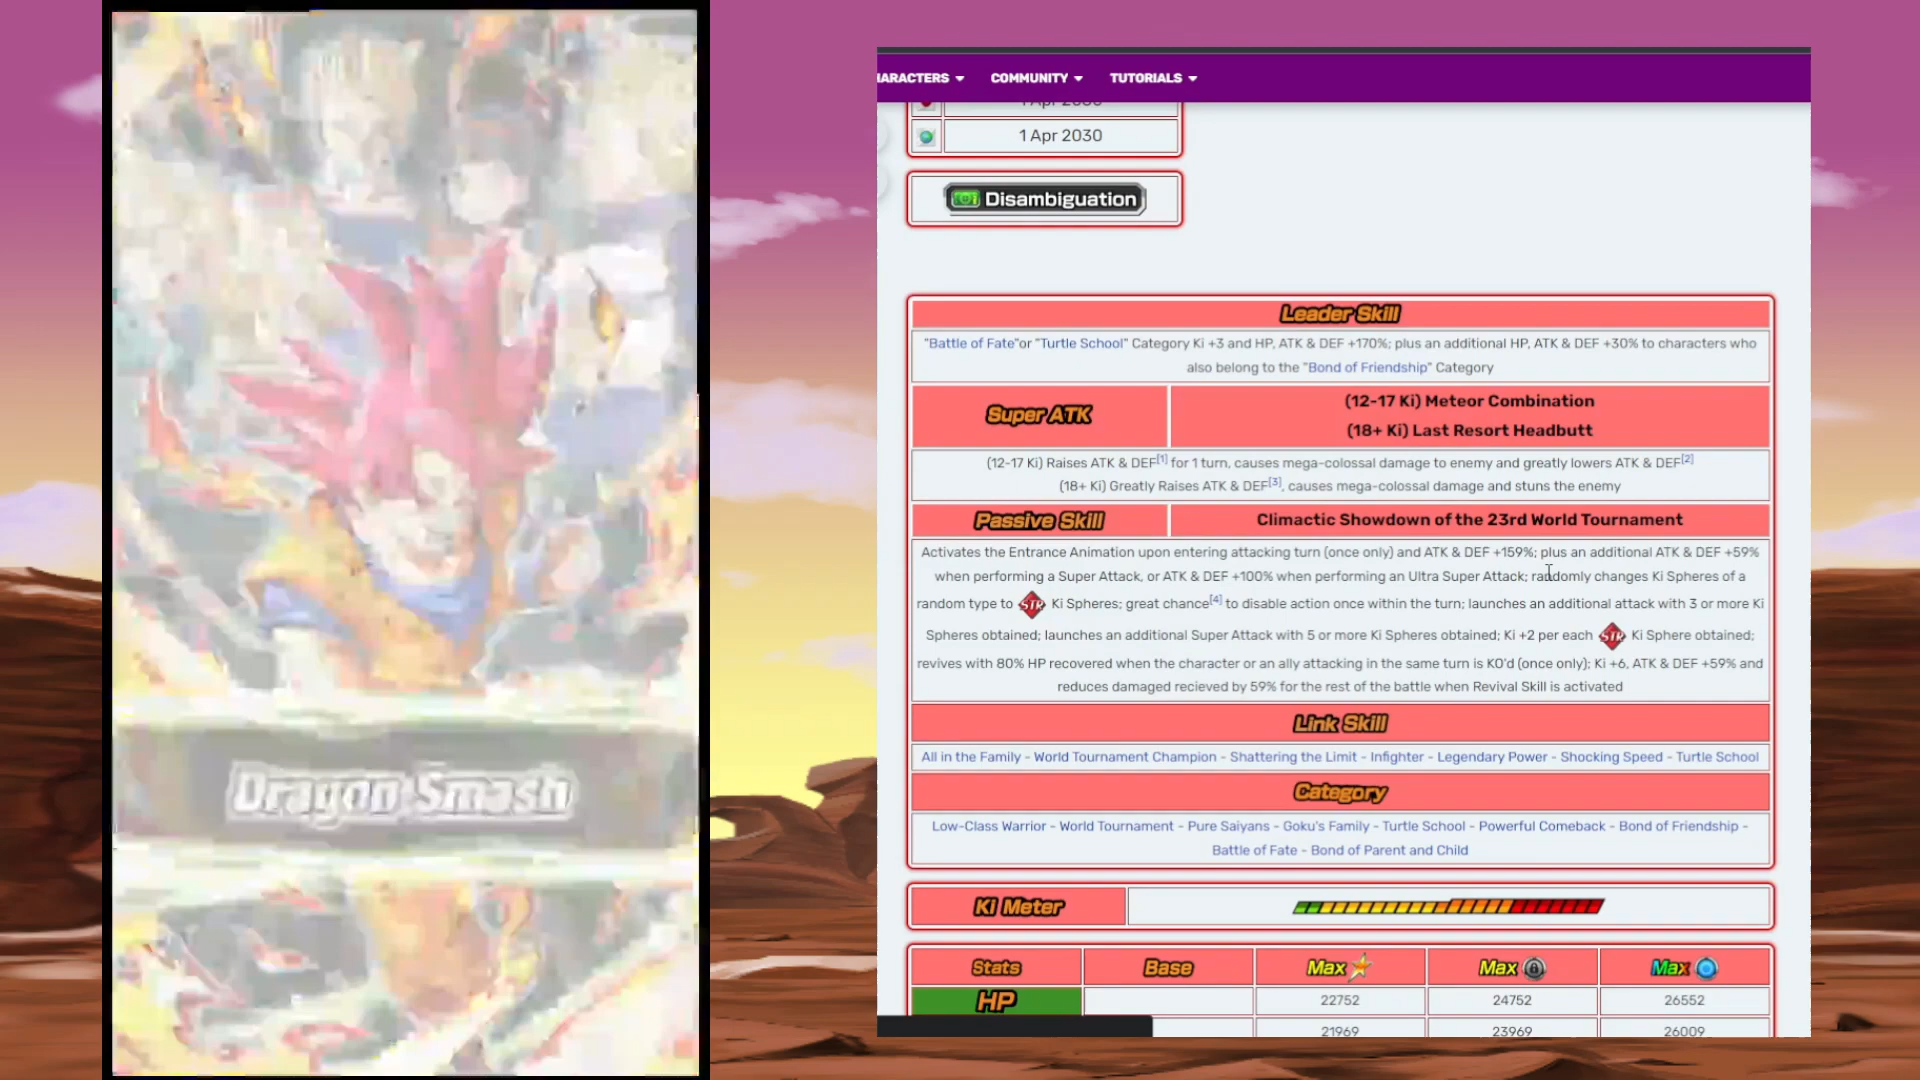 Dragon Smash
HARACTERS COMMUNITY TUTORIALS
1 Apr 2030
1 Apr 2030
Disambiguation
Leader Skill
"Battle of Fate"or "Turtle School" Category Ki +3 and HP, ATK & DEF +170%; plus an additional HP, ATK & DEF +30% to characters who
also belong to the "Bond of Friendship" Category
Super ATK
(12-17 Ki) Meteor Combination
(18+ Ki) Last Resort Headbutt
(12-17 Ki) Raises ATK & DEF[1] for 1 turn, causes mega-colossal damage to enemy and greatly lowers ATK & DEF[2]
(18+ Ki) Greatly Raises ATK & DEF[3], causes mega-colossal damage and stuns the enemy
Passive Skill
Climactic Showdown of the 23rd World Tournament
Activates the Entrance Animation upon entering attacking turn (once only) and ATK & DEF +159%; plus an additional ATK & DEF +59%
when performing a Super Attack, or ATK & DEF +100% when performing an Ultra Super Attack; randomly changes Ki Spheres of a
random type to STR Ki Spheres; great chance[4] to disable action once within the turn; launches an additional attack with 3 or more Ki
Spheres obtained; launches an additional Super Attack with 5 or more Ki Spheres obtained; Ki +2 per each STR Ki Sphere obtained;
revives with 80% HP recovered when the character or an ally attacking in the same turn is KO'd (once only); Ki +6, ATK & DEF +59% and
reduces damaged recieved by 59% for the rest of the battle when Revival Skill is activated
Link Skill
All in the Family - World Tournament Champion - Shattering the Limit - Infighter - Legendary Power - Shocking Speed - Turtle School
Category
Low-Class Warrior - World Tournament - Pure Saiyans - Goku's Family - Turtle School - Powerful Comeback - Bond of Friendship -
Battle of Fate - Bond of Parent and Child
Ki Meter
Stats Base Max Max Max
HP 22752 24752 26552
21969 23969 26009